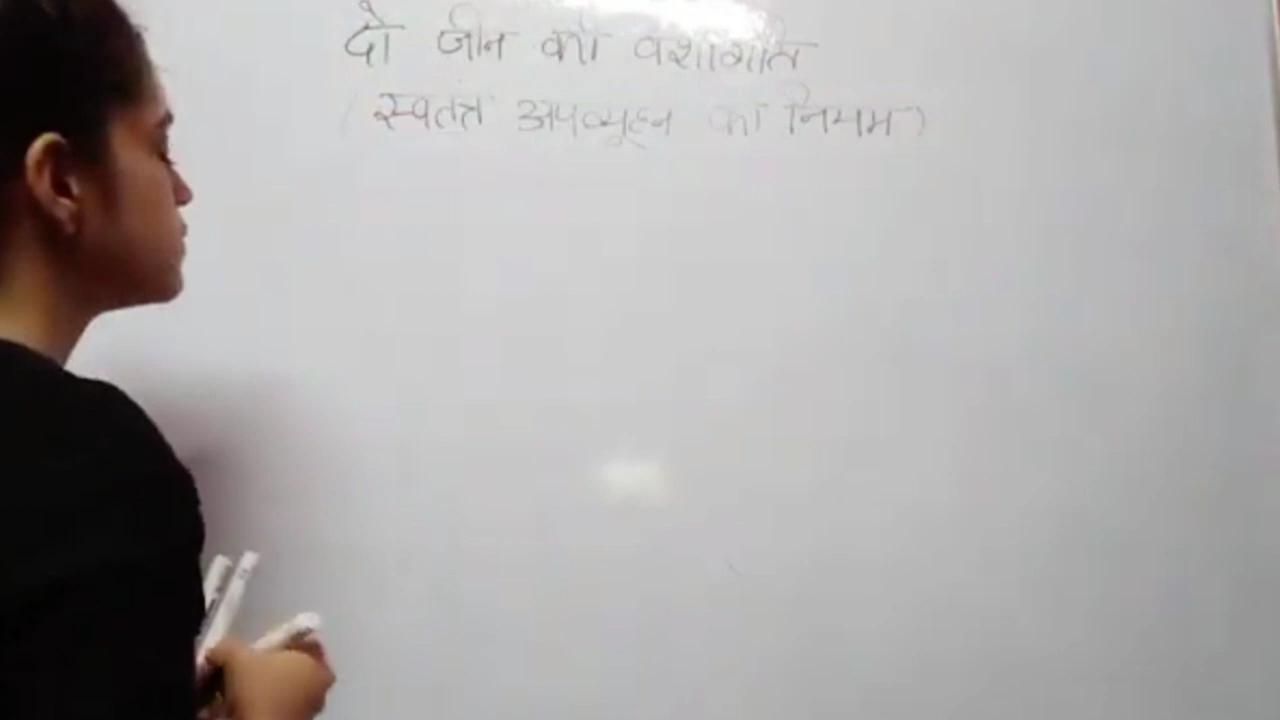 दो जीन की वंशागति
(स्वतंत्र अपव्यूहन का नियम)